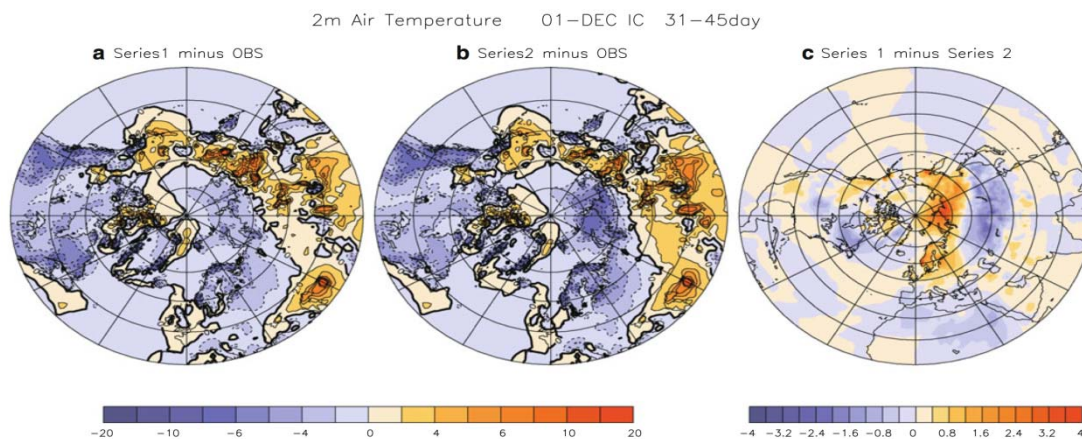 2m Air Temperature 01-DEC IC 31-45day
a Series1 minus OBS
b Series2 minus OBS
c Series 1 minus Series 2
-20 -10 -6 -4 0 4 6 10 20
-4 -3.2 -2.4 -1.6 -0.8 0 0.8 1.6 2.4 3.2 4